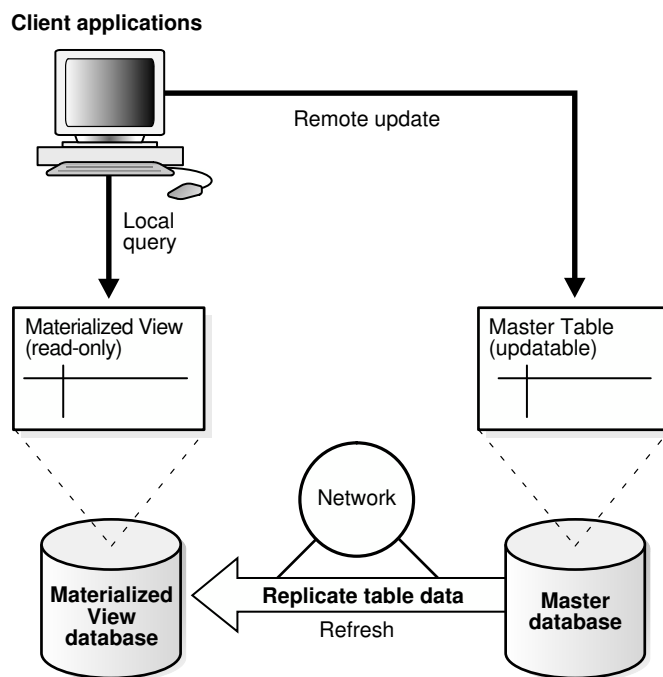 Client applications
Remote update
Local
query
Materialized View
(read-only)
Master Table
(updatable)
Network
Materialized
View
database
Replicate table data
Refresh
Master
database